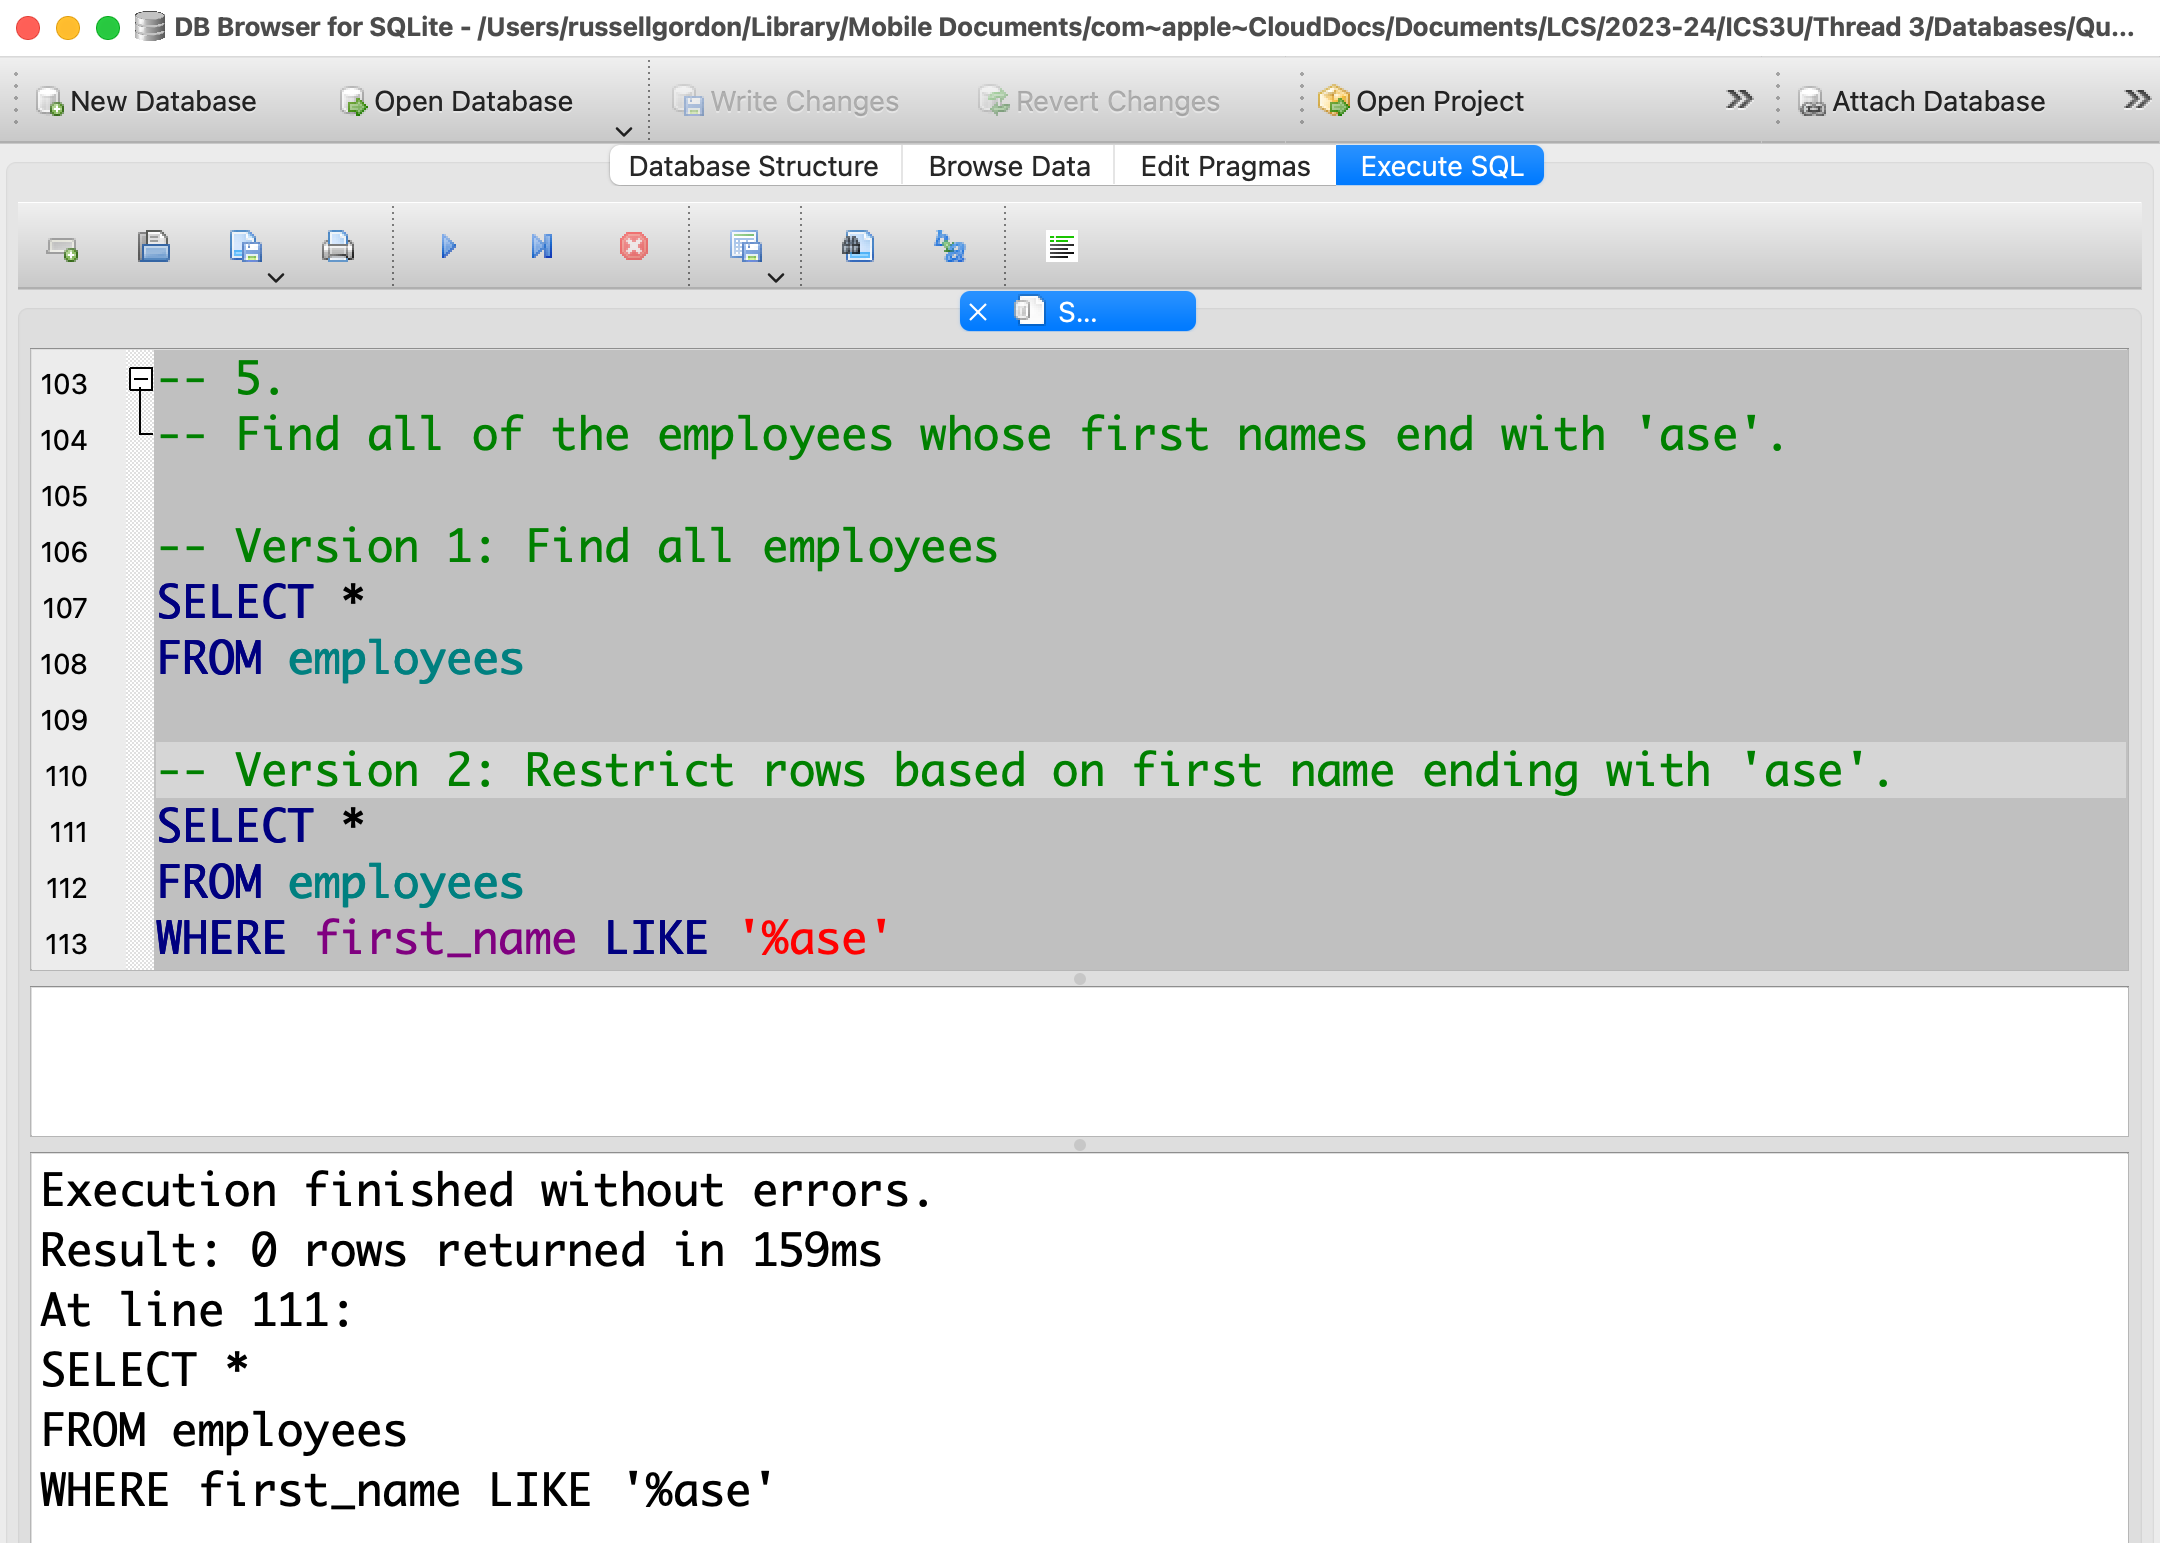 DB Browser for SQLite - /Users/russellgordon/Library/Mobile Documents/com~apple~CloudDocs/Documents/LCS/2023-24/ICS3U/Thread 3/Databases/Qu...
New Database Open Database Write Changes Revert Changes Open Project Attach Database
Database Structure Browse Data Edit Pragmas Execute SQL
S...
103 -- 5.
104 -- Find all of the employees whose first names end with 'ase'.
105
106 -- Version 1: Find all employees
107 SELECT *
108 FROM employees
109
110 -- Version 2: Restrict rows based on first name ending with 'ase'.
111 SELECT *
112 FROM employees
113 WHERE first_name LIKE '%ase'
Execution finished without errors.
Result: 0 rows returned in 159ms
At line 111:
SELECT *
FROM employees
WHERE first_name LIKE '%ase'